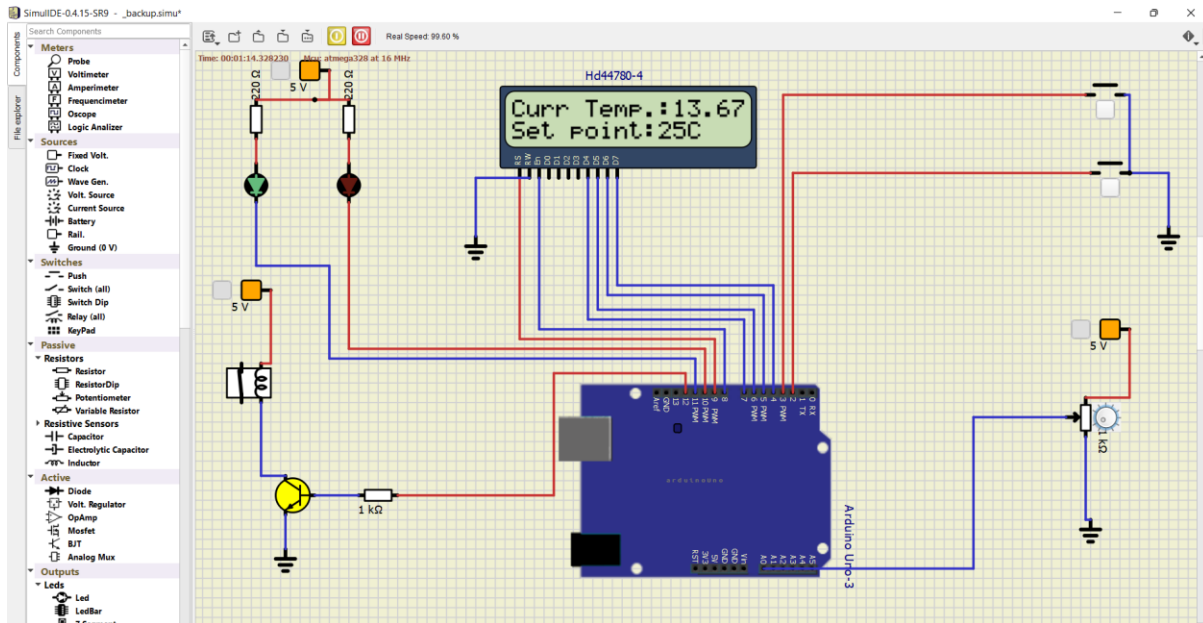 SimulIDE-0.4.15-SR9 - _backup.simu*
Components
File explorer
Search Components
Meters
Probe
Voltimeter
Amperimeter
Frequencimeter
Oscope
Logic Analizer
Sources
Fixed Volt.
Clock
Wave Gen.
Volt. Source
Current Source
Battery
Rail.
Ground (0 V)
Switches
Push
Switch (all)
Switch Dip
Relay (all)
KeyPad
Passive
Resistors
Resistor
ResistorDip
Potentiometer
Variable Resistor
Resistive Sensors
Capacitor
Electrolytic Capacitor
Inductor
Active
Diode
Volt. Regulator
OpAmp
Mosfet
BJT
Analog Mux
Outputs
Leds
Led
LedBar
Real Speed: 99.60 %
Time: 00:01:14.328230 Mcu: atmega328 at 16 MHz
220 Ω
5 V
220 Ω
Hd44780-4
Curr Temp.:13.67
Set point:25C
RS RW En D0 D1 D2 D3 D4 D5 D6 D7
5 V
5 V
1 kΩ
1 kΩ
Aref GND 13 12 11 PWM 10 PWM 9 PWM 8 7 6 PWM 5 PWM 4 3 PWM 2 1 TX 0 RX
arduinouno
RST 3V3 5V GND GND Vin A0 A1 A2 A3 A4 A5
Arduino Uno-3